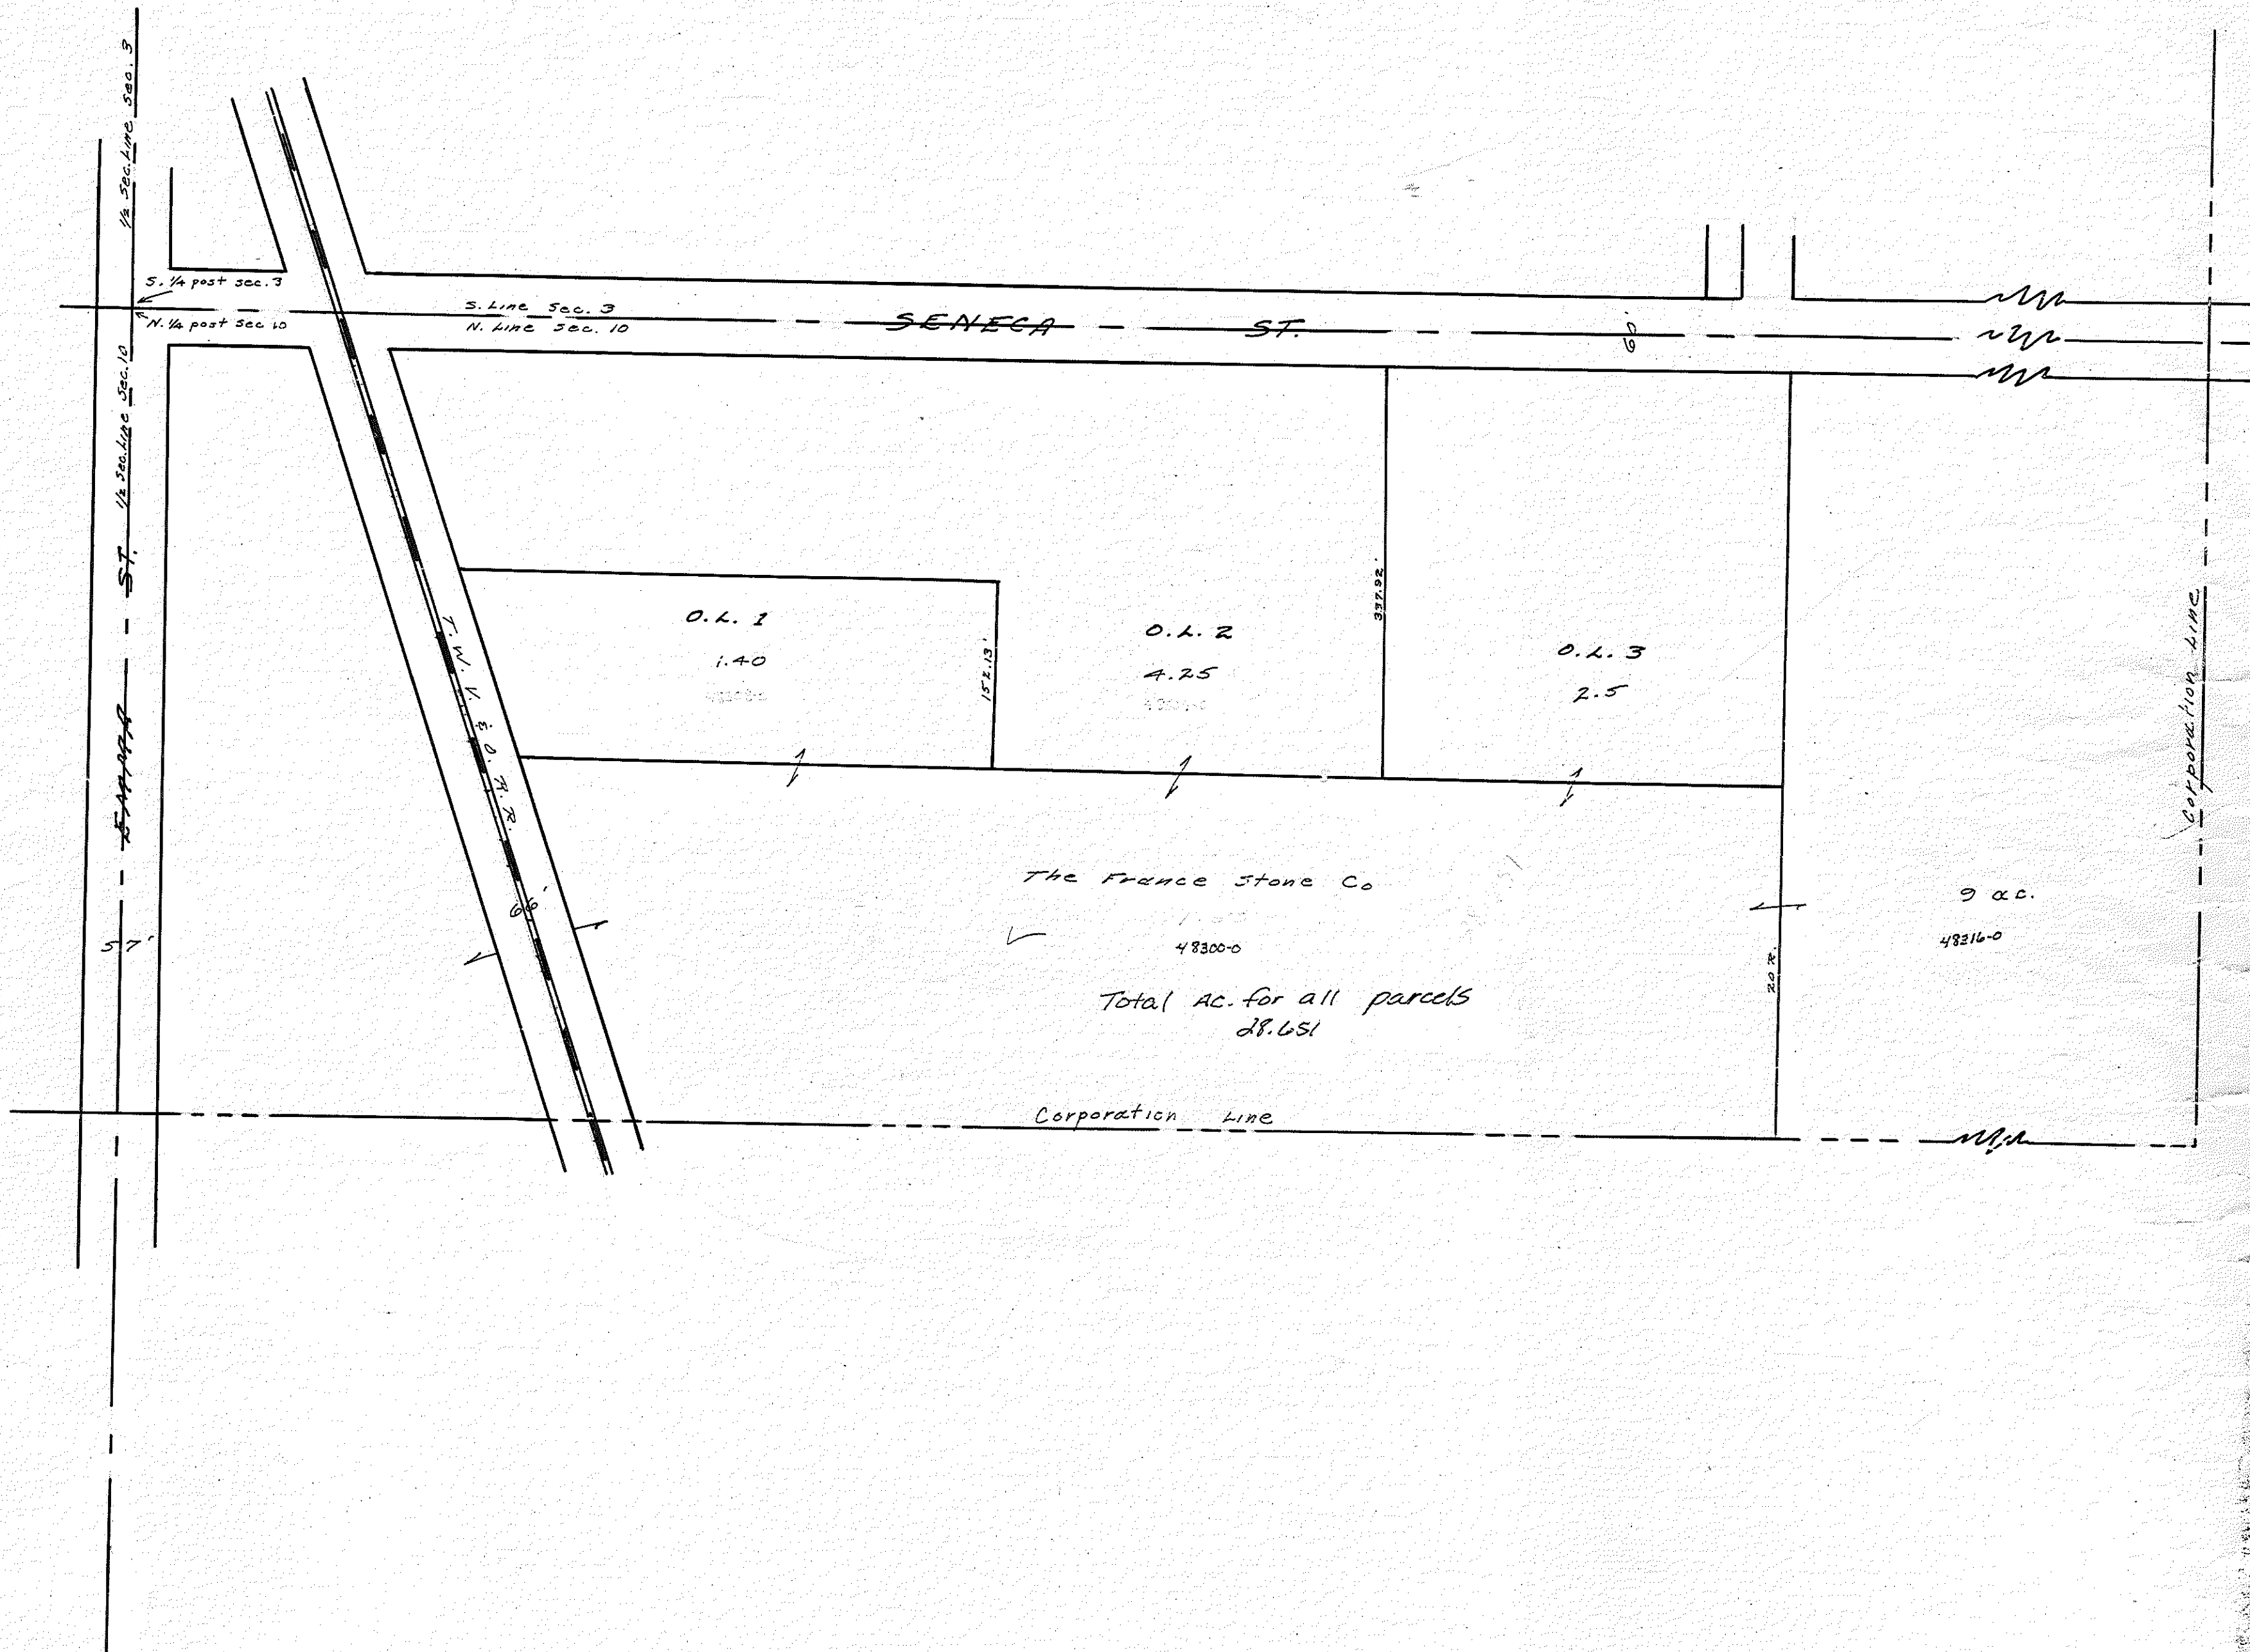 1/2 Sec. Line Sec. 3
S. 1/4 post Sec. 3
N. 1/4 post Sec 10
S. Line Sec. 3
N. Line Sec. 10
SENECA ST.
60'
1/2 Sec. Line Sec. 10
ST.
57'
T. W. V. & O. R. R.
66'
O.L. 1
1.40
152.13'
O.L. 2
4.25
337.92'
O.L. 3
2.5
Corporation Line
The France Stone Co
48300-0
Total Ac. for all parcels
28.651
20 R.
9 ac.
48316-0
Corporation Line